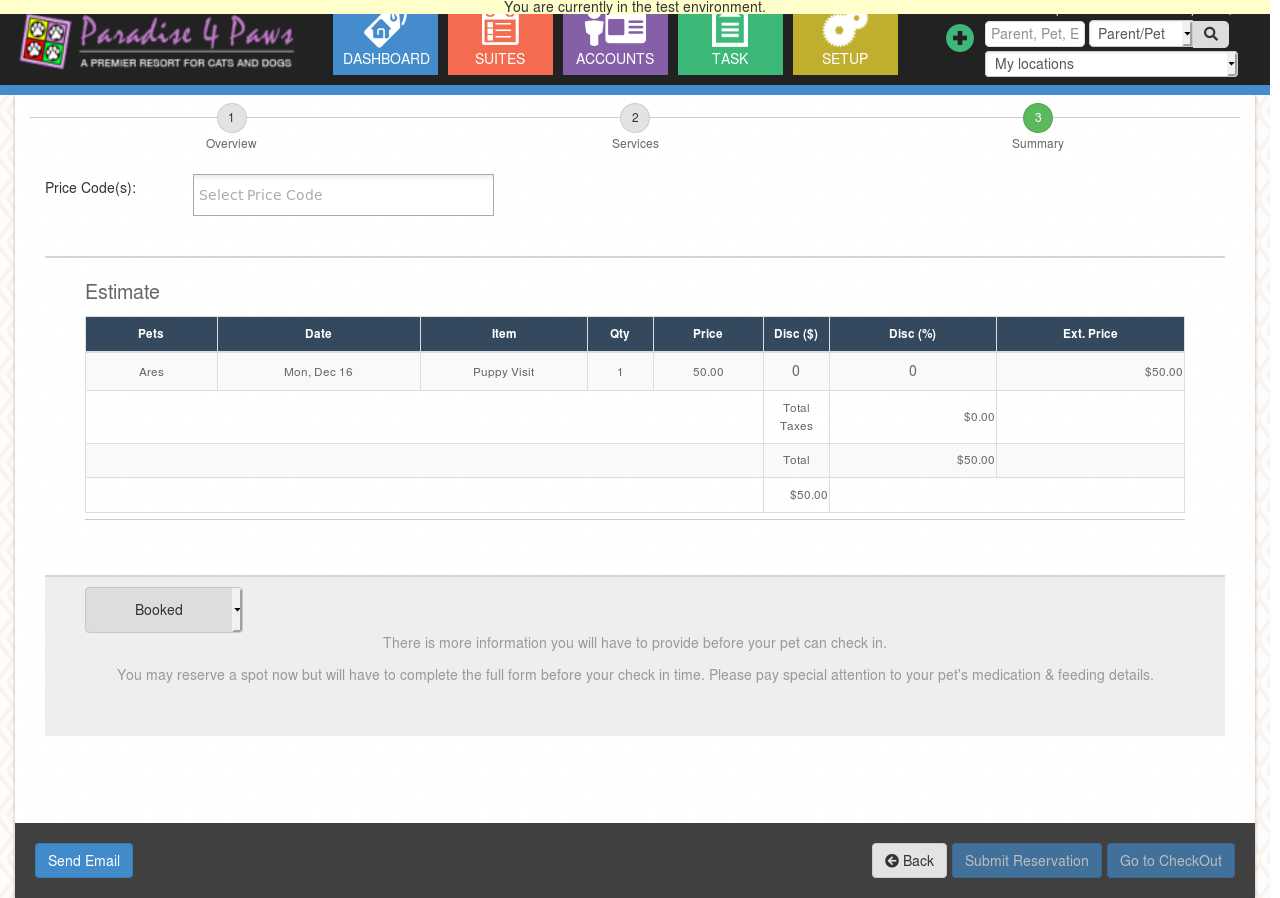 You are currently in the test environment.
Paradise 4 Paws
A PREMIER RESORT FOR CATS AND DOGS
DASHBOARD
SUITES
ACCOUNTS
TASK
SETUP
Parent, Pet, E
Parent/Pet
My locations
1
2
3
Overview
Services
Summary
Price Code(s):
Select Price Code
Estimate
Pets Date Item Qty Price Disc ($) Disc (%) Ext. Price
Ares Mon, Dec 16 Puppy Visit 1 50.00 0 0 $50.00
Total
Taxes
$0.00
Total $50.00
$50.00
Booked
There is more information you will have to provide before your pet can check in.
You may reserve a spot now but will have to complete the full form before your check in time. Please pay special attention to your pet's medication & feeding details.
Send Email
Back
Submit Reservation
Go to CheckOut